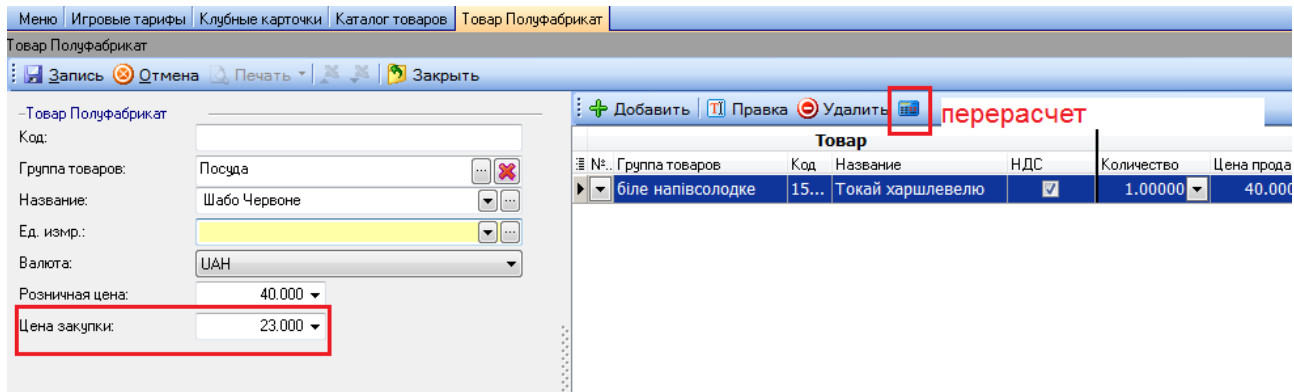 Меню Игровые тарифы Клубные карточки Каталог товаров Товар Полуфабрикат
Товар Полуфабрикат
Запись Отмена Печать Закрыть
Товар Полуфабрикат
Код:
Группа товаров: Посуда
Название: Шабо Червоне
Ед. измр.:
Валюта: UAH
Розничная цена: 40.000
Цена закупки: 23.000
Добавить Правка Удалить перерасчет
Товар
№.. Группа товаров Код Название НДС Количество Цена прода
біле напівсолодке 15... Токай харшлевелю 1.00000 40.000